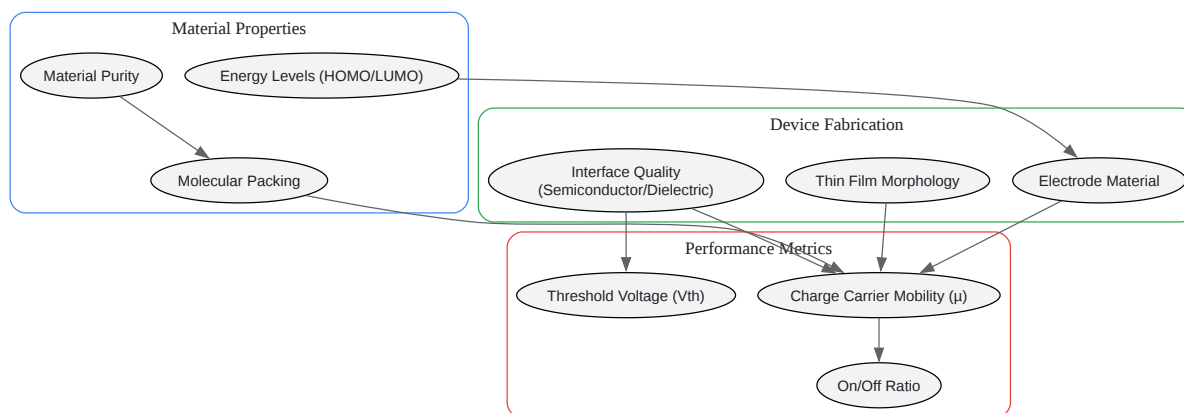 Material Properties
Material Purity
Energy Levels (HOMO/LUMO)
Molecular Packing
Device Fabrication
Interface Quality
(Semiconductor/Dielectric)
Thin Film Morphology
Electrode Material
Performance Metrics
Threshold Voltage (Vth)
Charge Carrier Mobility (μ)
On/Off Ratio